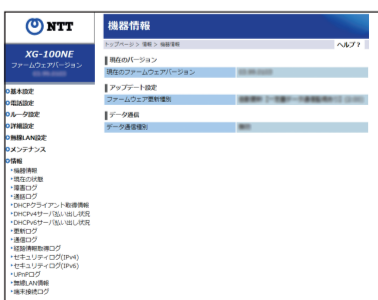 NTT
XG-100NE
ファームウェアバージョン
基本設定
電話設定
ルータ設定
詳細設定
無線LAN設定
メンテナンス
情報
機器情報
現在の状態
障害ログ
通話ログ
DHCPクライアント取得情報
DHCPv4サーバ払い出し状況
DHCPv6サーバ払い出し状況
更新ログ
通信ログ
経路情報取得ログ
セキュリティログ(IPv4)
セキュリティログ(IPv6)
UPnPログ
無線LAN情報
端末接続ログ
機器情報
トップページ > 情報 > 機器情報
ヘルプ?
現在のバージョン
現在のファームウェアバージョン
アップデート設定
ファームウェア更新種別
データ通信
データ通信種別